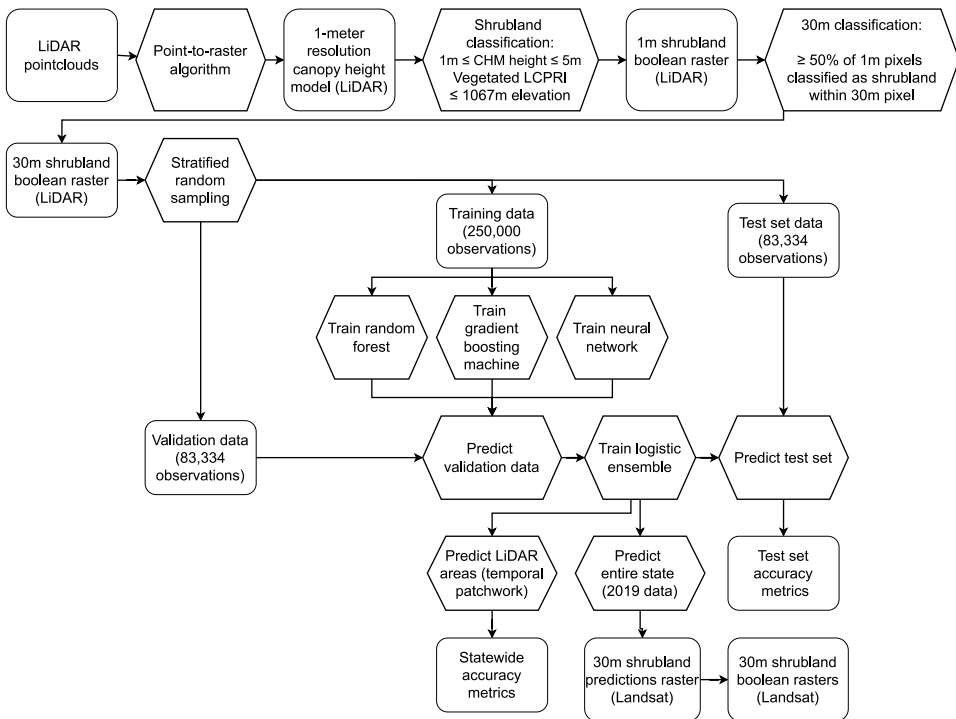 LiDAR
pointclouds
Point-to-raster
algorithm
1-meter
resolution
canopy height
model (LiDAR)
Shrubland
classification:
1m ≤ CHM height ≤ 5m
Vegetated LCPRI
≤ 1067m elevation
1m shrubland
boolean raster
(LiDAR)
30m classification:
≥ 50% of 1m pixels
classified as shrubland
within 30m pixel
30m shrubland
boolean raster
(LiDAR)
Stratified
random
sampling
Training data
(250,000
observations)
Test set data
(83,334
observations)
Train random
forest
Train
gradient
boosting
machine
Train neural
network
Validation data
(83,334
observations)
Predict
validation data
Train logistic
ensemble
Predict test set
Predict LiDAR
areas (temporal
patchwork)
Predict
entire state
(2019 data)
Test set
accuracy
metrics
Statewide
accuracy
metrics
30m shrubland
predictions raster
(Landsat)
30m shrubland
boolean rasters
(Landsat)